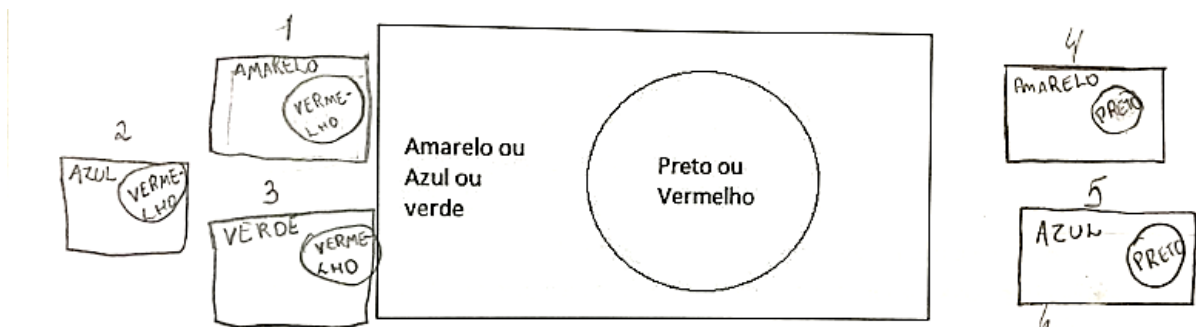 1
AMARELO
VERME-
LHO
2
AZUL
VERME-
LHO
3
VERDE
VERME-
LHO
Amarelo ou
Azul ou
verde
Preto ou
Vermelho
4
AMARELO
PRETO
5
AZUL
PRETO